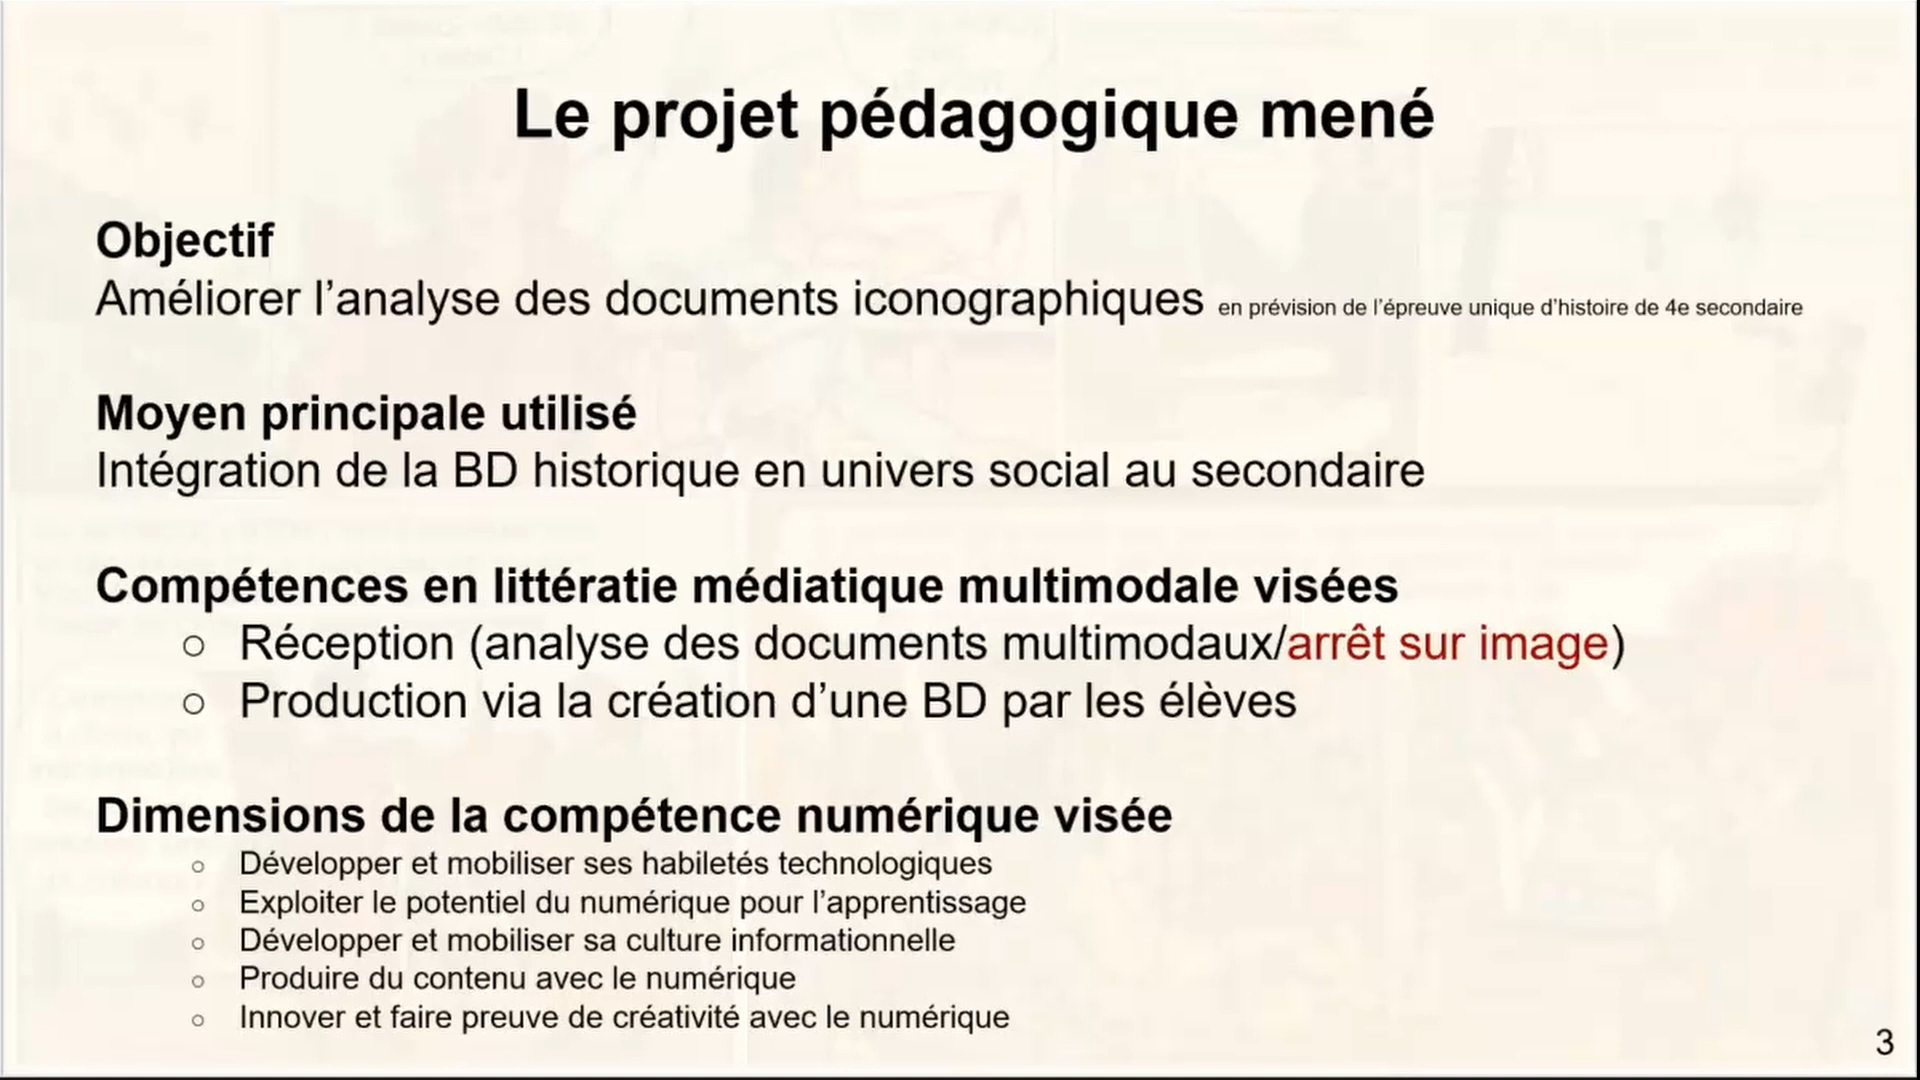 Le projet pédagogique mené
Objectif
Améliorer l’analyse des documents iconographiques en prévision de l’épreuve unique d’histoire de 4e secondaire
Moyen principale utilisé
Intégration de la BD historique en univers social au secondaire
Compétences en littératie médiatique multimodale visées
○ Réception (analyse des documents multimodaux/arrêt sur image)
○ Production via la création d’une BD par les élèves
Dimensions de la compétence numérique visée
○ Développer et mobiliser ses habiletés technologiques
○ Exploiter le potentiel du numérique pour l’apprentissage
○ Développer et mobiliser sa culture informationnelle
○ Produire du contenu avec le numérique
○ Innover et faire preuve de créativité avec le numérique
3